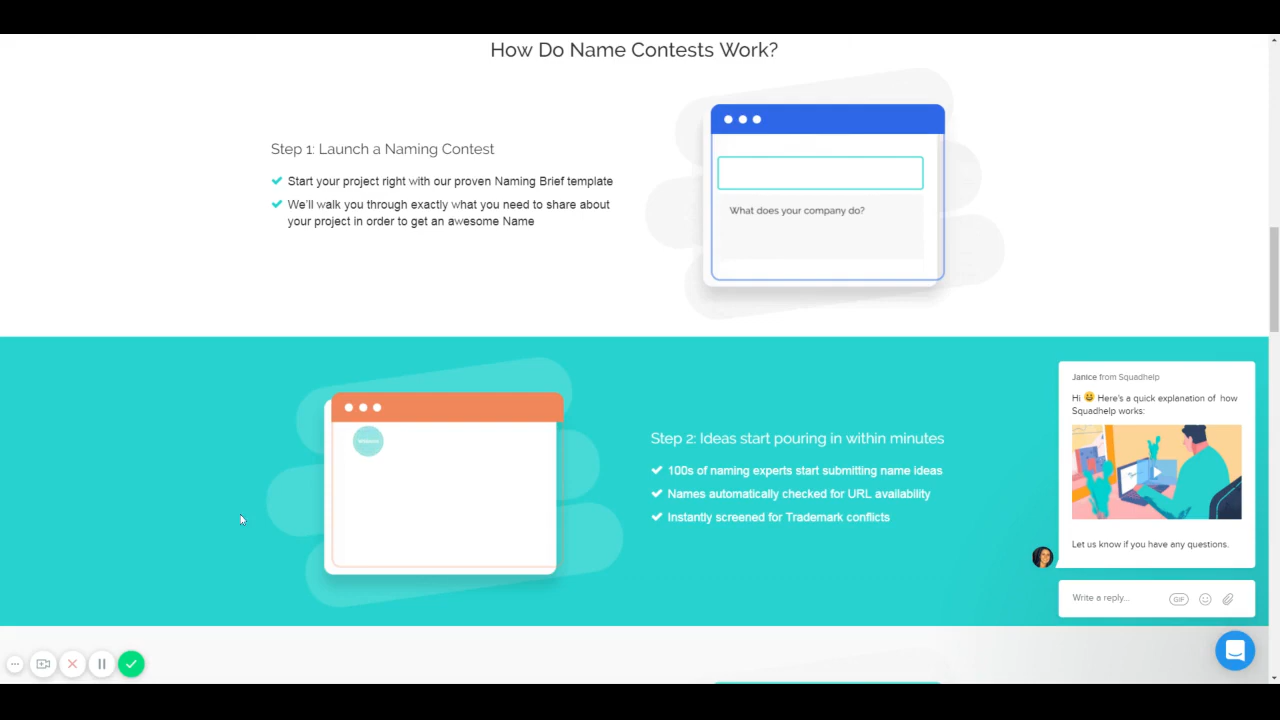 How Do Name Contests Work?
Step 1: Launch a Naming Contest
Start your project right with our proven Naming Brief template
We'll walk you through exactly what you need to share about
your project in order to get an awesome Name
What does your company do?
Step 2: Ideas start pouring in within minutes
100s of naming experts start submitting name ideas
Names automatically checked for URL availability
Instantly screened for Trademark conflicts
Janice from Squadhelp
Hi Here's a quick explanation of how
Squadhelp works:
Let us know if you have any questions.
Write a reply...
GIF